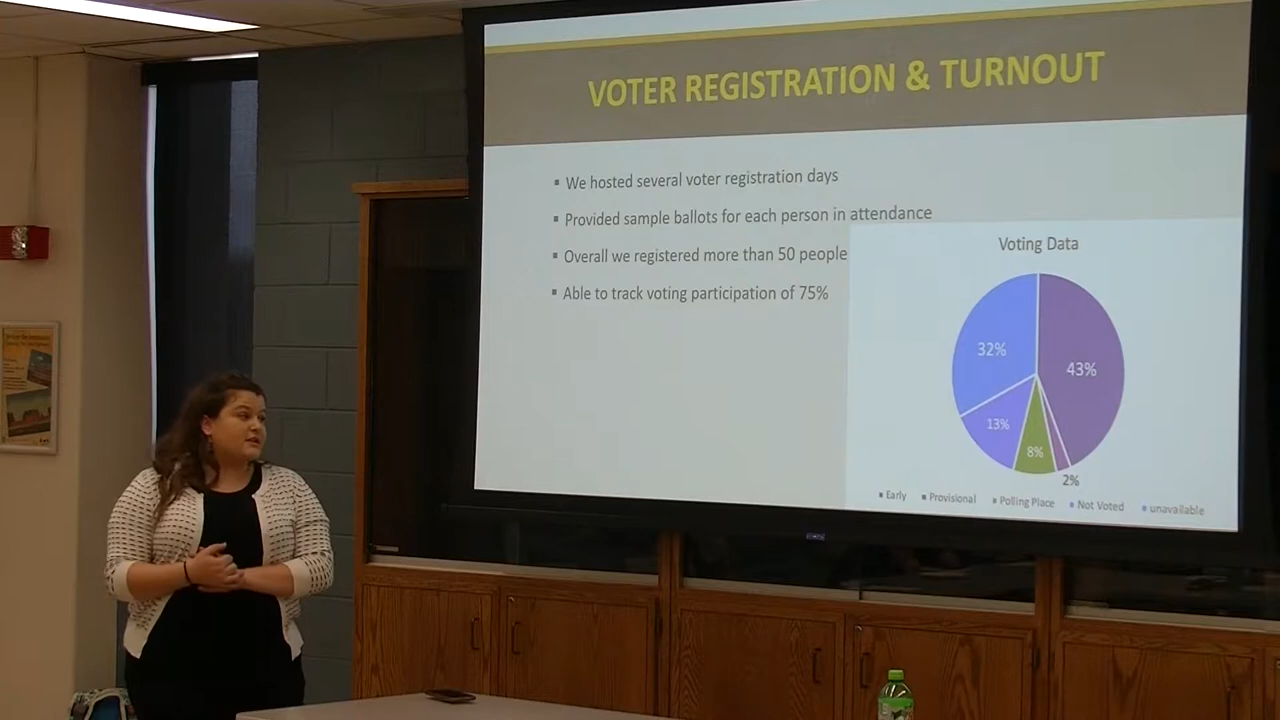 VOTER REGISTRATION & TURNOUT
▪ We hosted several voter registration days
▪ Provided sample ballots for each person in attendance
▪ Overall we registered more than 50 people
▪ Able to track voting participation of 75%
Voting Data
32%
43%
13%
8%
2%
▪ Early ▪ Provisional ▪ Polling Place ▪ Not Voted ▪ unavailable